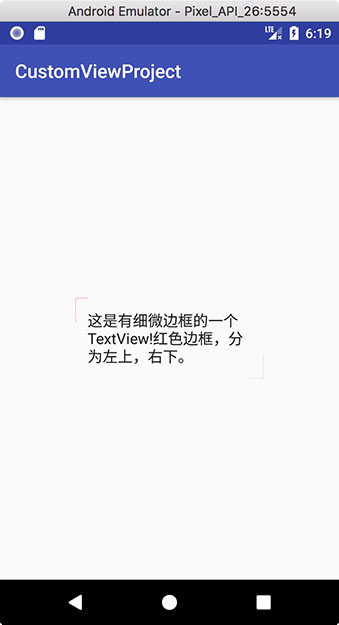 Android Emulator - Pixel_API_26:5554
LTE 6:19
CustomViewProject
这是有细微边框的一个
TextView!红色边框，分
为左上，右下。